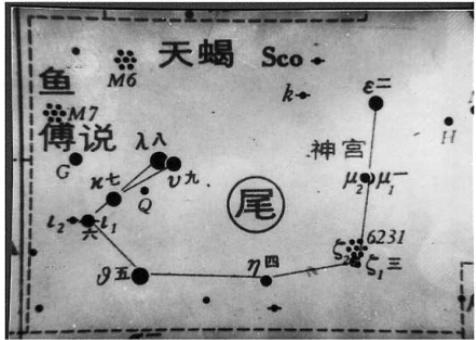 天蝎 Sco
鱼
M6
k
ε二
M7
H
傅说
神宫
G
λ八
υ九
μ₂ μ₁一
κ七
Q
尾
ι₂ 六 ι₁
6231
ζ₂
ζ₁三
θ五
η四